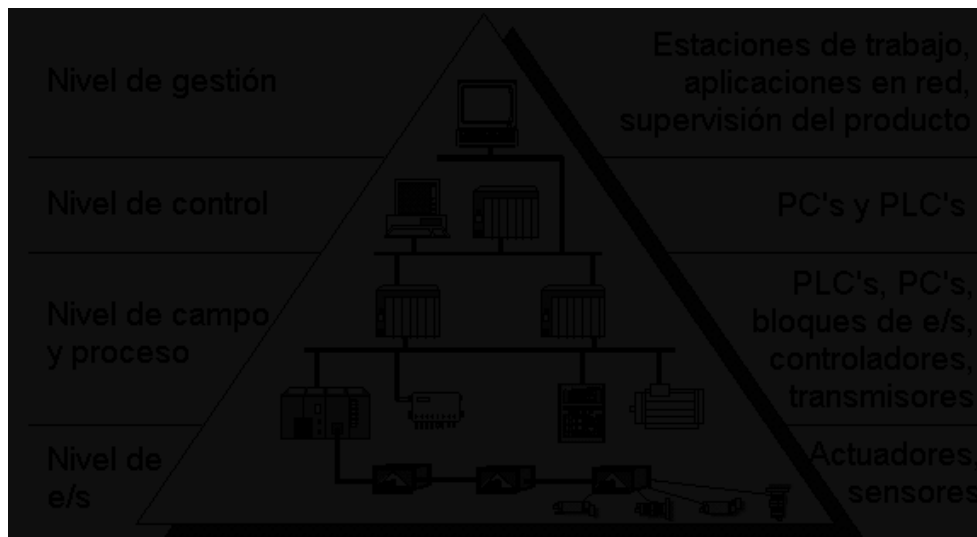 Nivel de gestión
Estaciones de trabajo,
aplicaciones en red,
supervisión del producto
Nivel de control
PC's y PLC's
Nivel de campo
y proceso
PLC's, PC's,
bloques de e/s,
controladores,
transmisores
Nivel de
e/s
Actuadores,
sensores